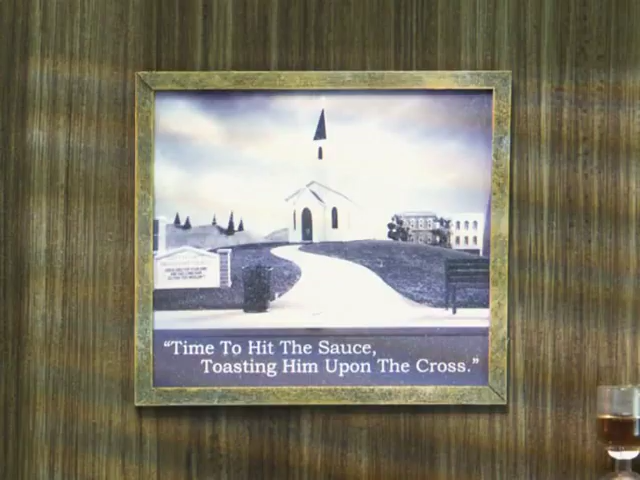 “Time To Hit The Sauce,
Toasting Him Upon The Cross.”